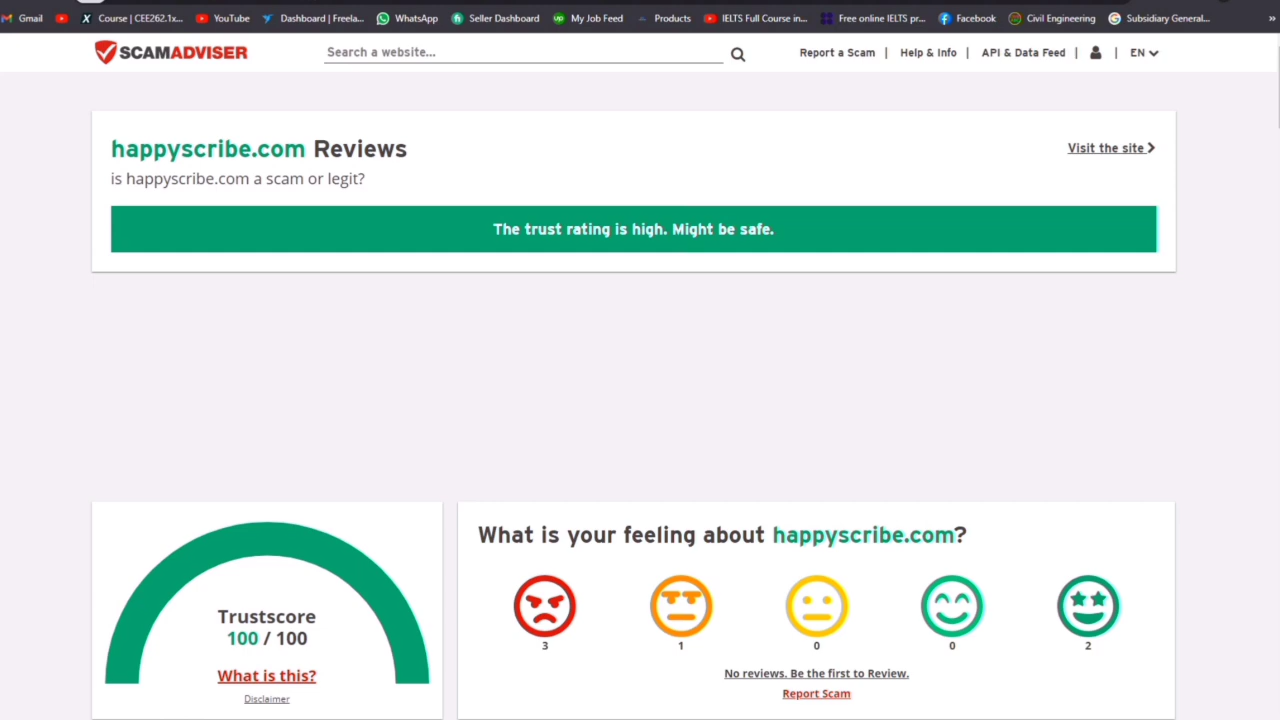 Gmail
Course | CEE262.1x...
YouTube
Dashboard | Freela...
WhatsApp
Seller Dashboard
My Job Feed
Products
IELTS Full Course in...
Free online IELTS pr...
Facebook
Civil Engineering
Subsidiary General...
»
SCAMADVISER
Search a website...
Report a Scam | Help & Info | API & Data Feed | | EN
happyscribe.com Reviews
Visit the site
is happyscribe.com a scam or legit?
The trust rating is high. Might be safe.
Trustscore
100 / 100
What is this?
Disclaimer
What is your feeling about happyscribe.com?
3 1 0 0 2
No reviews. Be the first to Review.
Report Scam